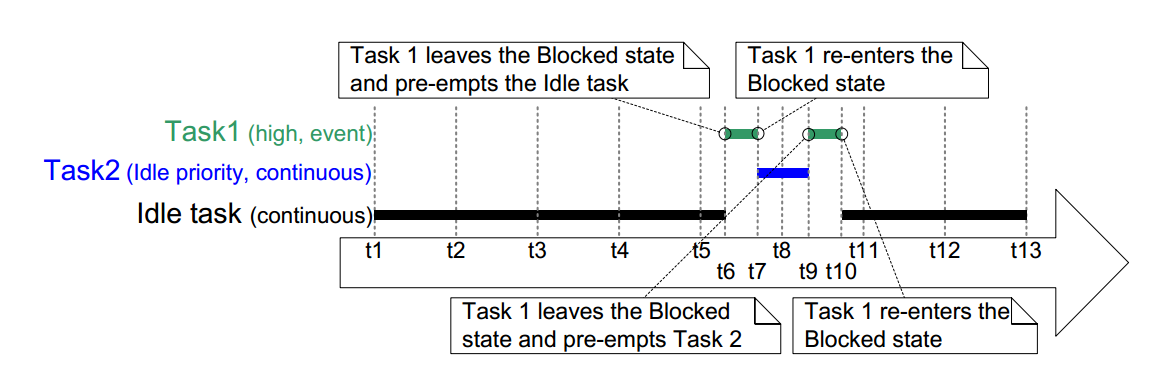 Task 1 leaves the Blocked state
and pre-empts the Idle task
Task 1 re-enters the
Blocked state
Task1 (high, event)
Task2 (Idle priority, continuous)
Idle task (continuous)
t1 t2 t3 t4 t5 t8 t11 t12 t13
t6 t7 t9 t10
Task 1 leaves the Blocked
state and pre-empts Task 2
Task 1 re-enters the
Blocked state